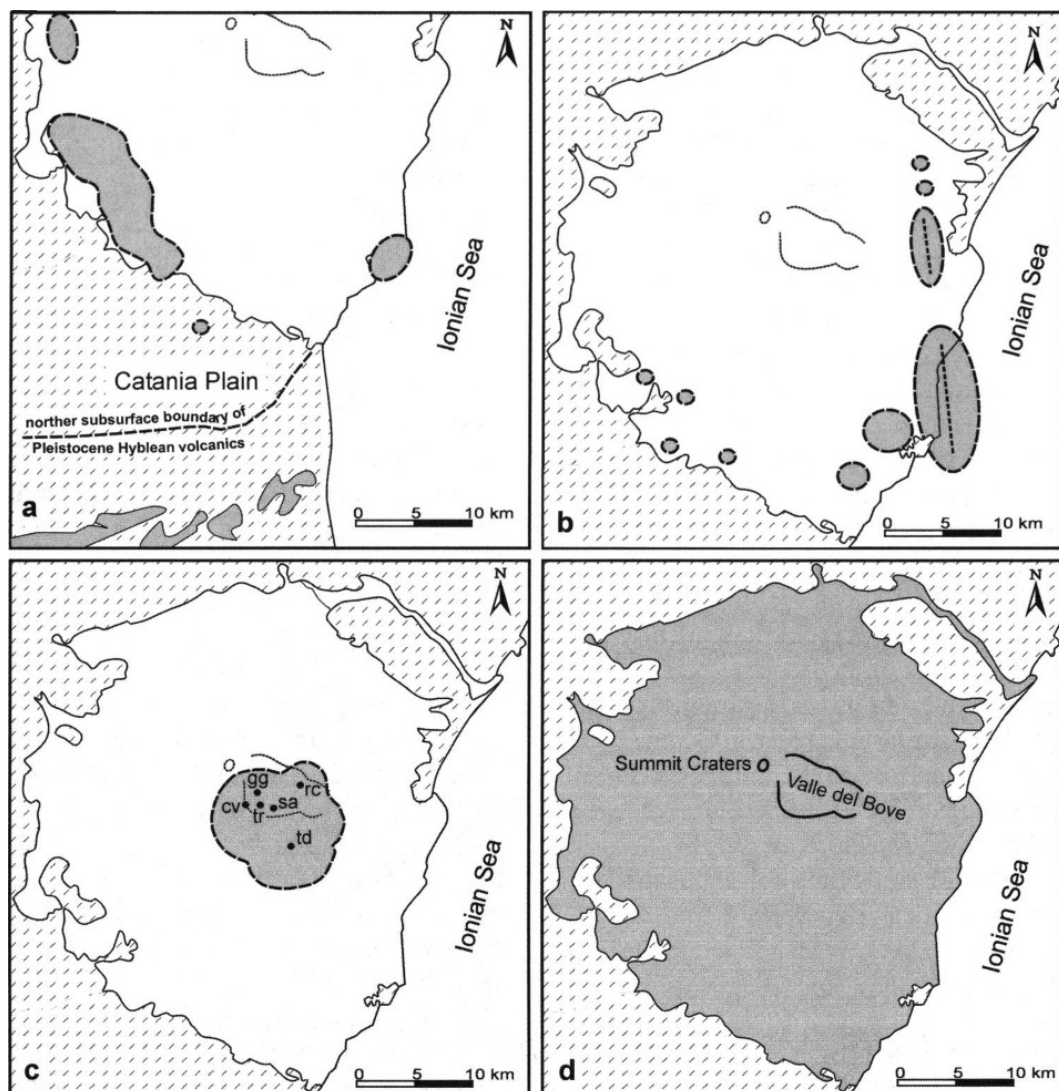 N
Ionian Sea
Catania Plain
norther subsurface boundary of
Pleistocene Hyblean volcanics
a
0 5 10 km
N
Ionian Sea
b
0 5 10 km
N
gg
rc
cv
tr
sa
td
Ionian Sea
c
0 5 10 km
N
Summit Craters
Valle del Bove
Ionian Sea
d
0 5 10 km